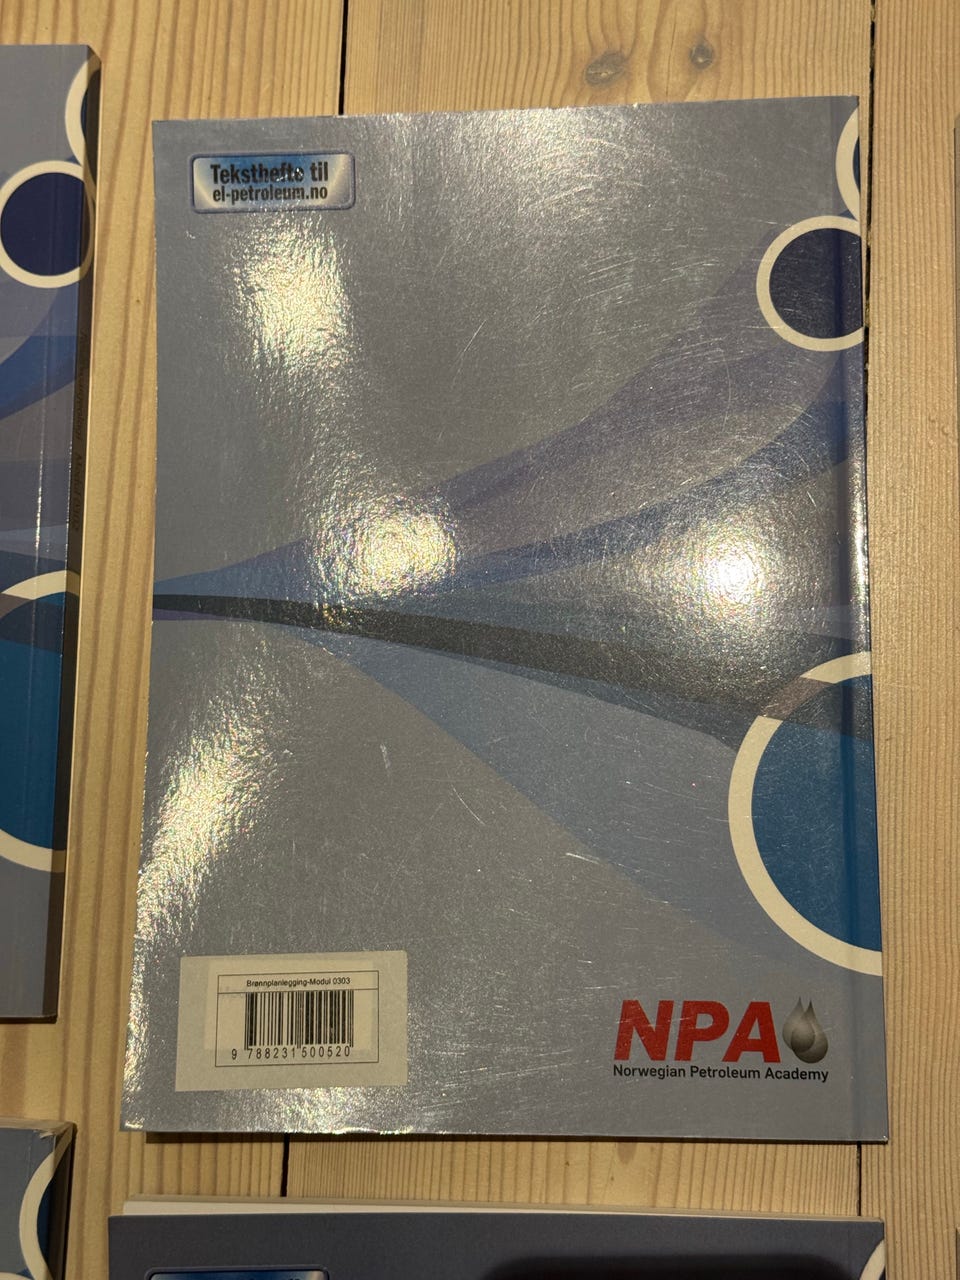 Teksthefte til
el-petroleum.no
Brønnplanlegging-Modul 0303
9 788231 500520
NPA
Norwegian Petroleum Academy